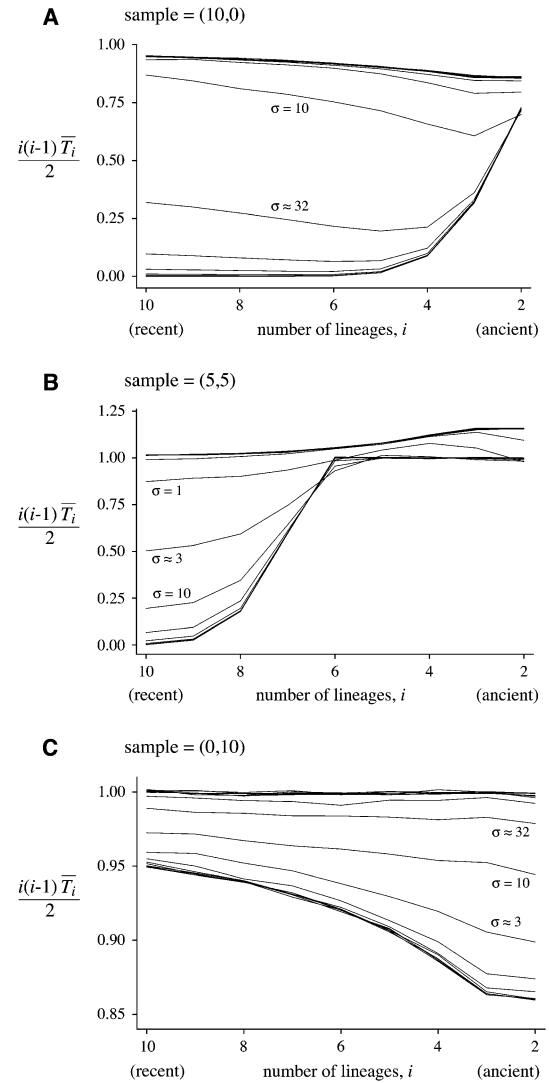 A sample = (10,0)
1.00
0.75
σ = 10
i(i-1) T̅i
2
0.50
σ ≈ 32
0.25
0.00
10 8 6 4 2
(recent) number of lineages, i (ancient)
B sample = (5,5)
1.25
1.00
σ = 1
0.75
i(i-1) T̅i
2
0.50
σ ≈ 3
0.25
σ = 10
0.00
10 8 6 4 2
(recent) number of lineages, i (ancient)
C sample = (0,10)
1.00
σ ≈ 32
0.95
σ = 10
i(i-1) T̅i
2
σ ≈ 3
0.90
0.85
10 8 6 4 2
(recent) number of lineages, i (ancient)